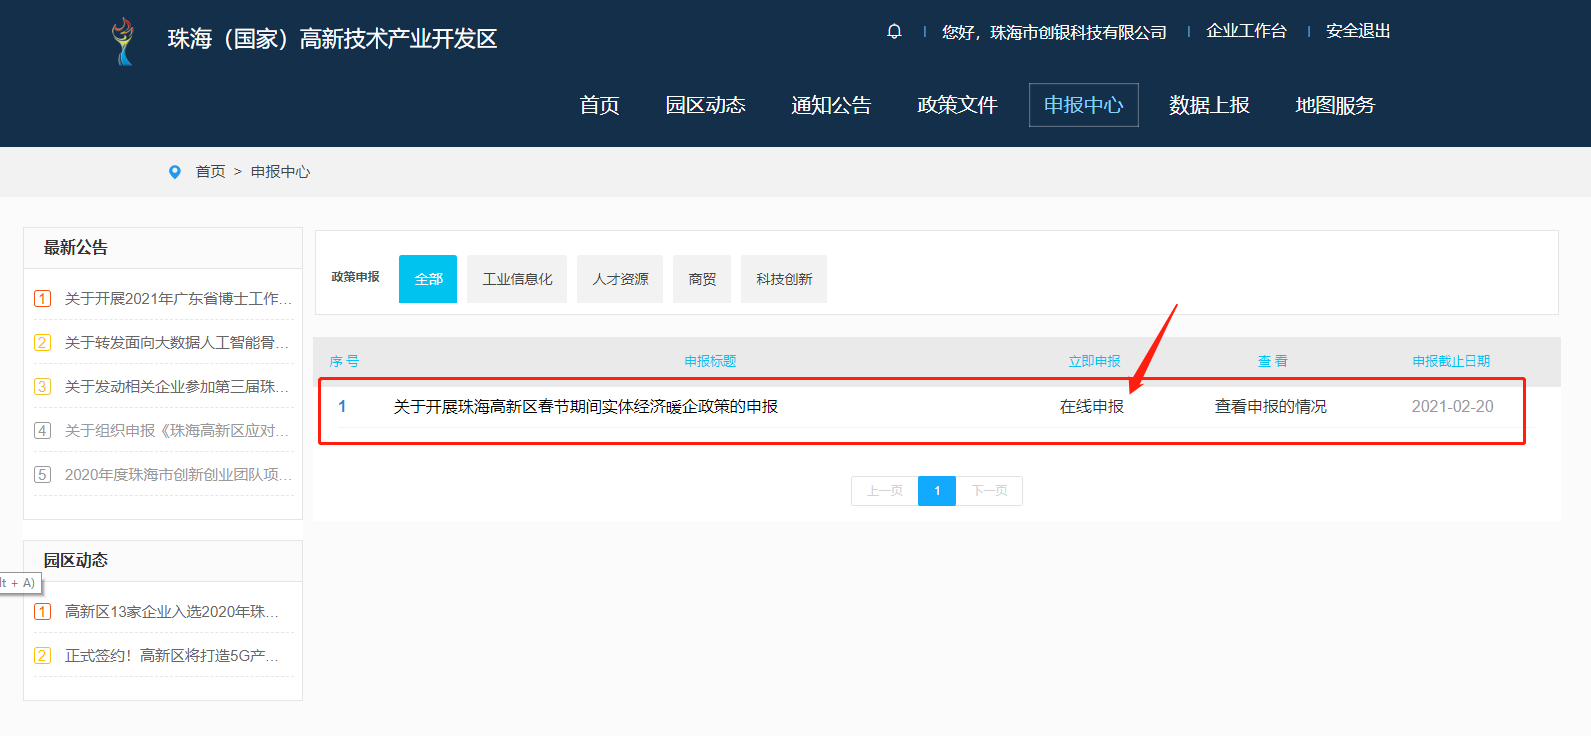 珠海（国家）高新技术产业开发区
您好，珠海市创银科技有限公司 | 企业工作台 | 安全退出
首页 园区动态 通知公告 政策文件 申报中心 数据上报 地图服务
首页 > 申报中心
最新公告
1 关于开展2021年广东省博士工作...
2 关于转发面向大数据人工智能骨...
3 关于发动相关企业参加第三届珠...
4 关于组织申报《珠海高新区应对...
5 2020年度珠海市创新创业团队项...
园区动态
lt + A)
1 高新区13家企业入选2020年珠...
2 正式签约！高新区将打造5G产...
政策申报 全部 工业信息化 人才资源 商贸 科技创新
序 号 申报标题 立即申报 查 看 申报截止日期
1 关于开展珠海高新区春节期间实体经济暖企政策的申报 在线申报 查看申报的情况 2021-02-20
上一页 1 下一页